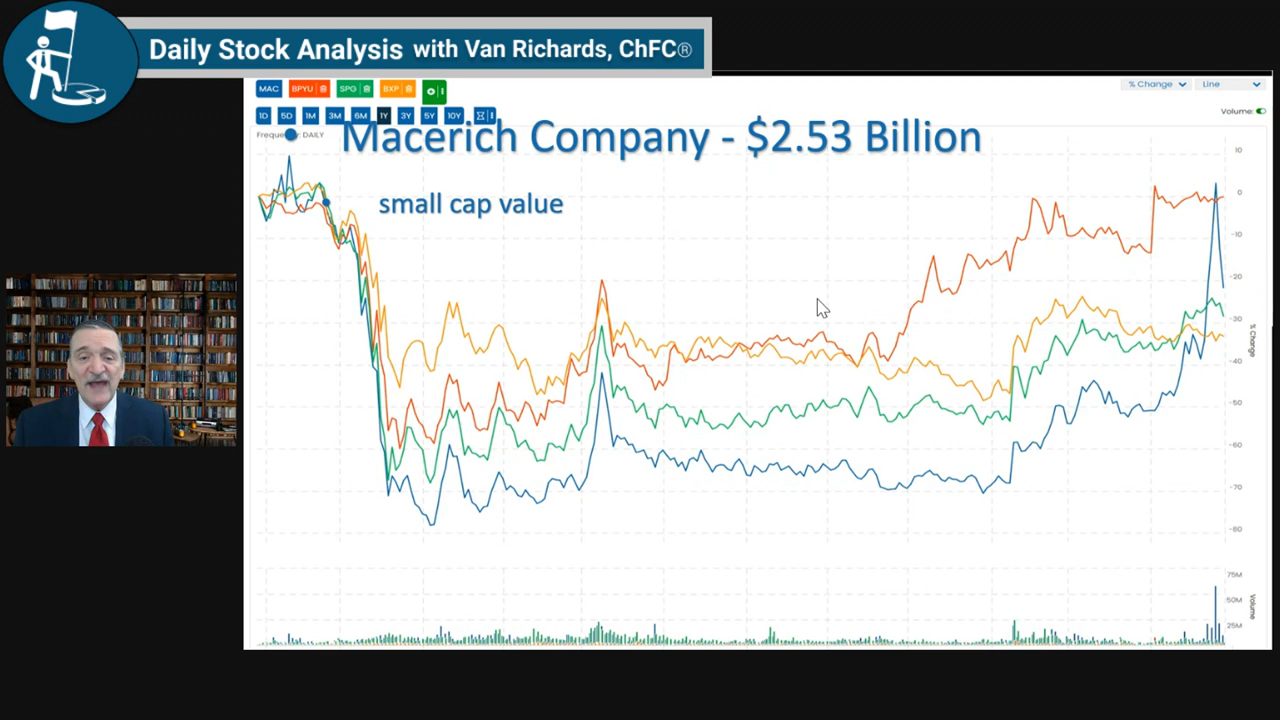 Daily Stock Analysis with Van Richards, ChFC®
MAC BPYU SPG BXP
% Change Line
1D 5D 1M 3M 6M 1Y 3Y 5Y 10Y
Volume:
Frequency: DAILY
Macerich Company - $2.53 Billion
small cap value
10
0
-10
-20
-30
-40
-50
-60
-70
-80
% Change
75M
50M
25M
Volume